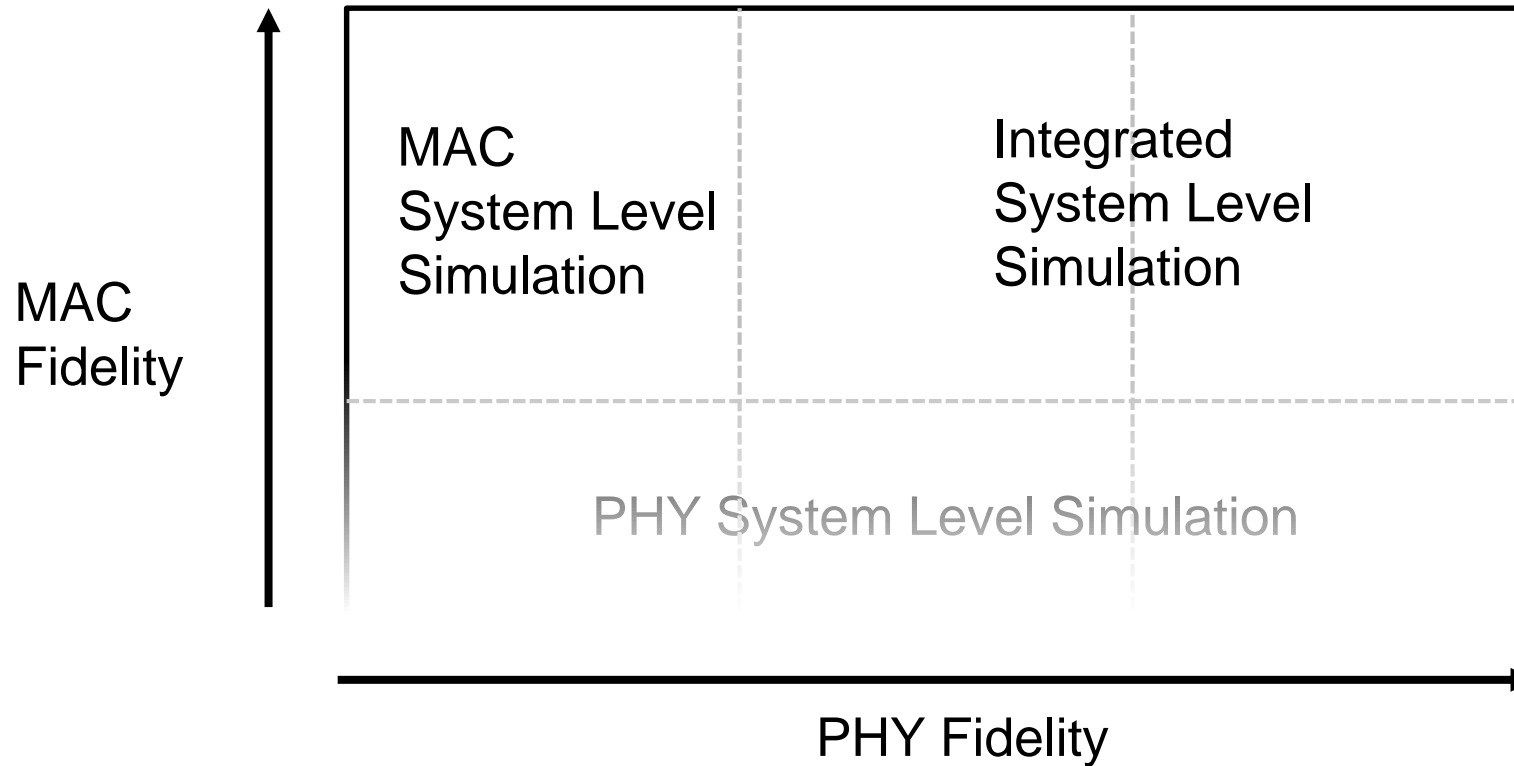 MAC
System Level
Simulation
Integrated
System Level
Simulation
MAC
Fidelity
PHY System Level Simulation
PHY Fidelity